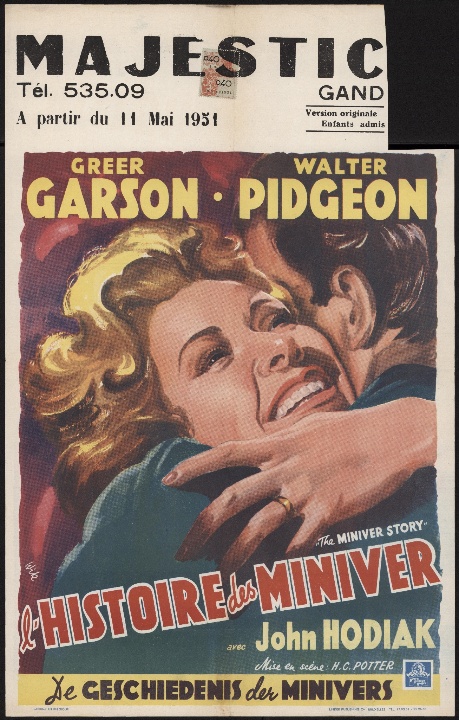 MAJESTIC
Tél. 535.09
GAND
A partir du 11 Mai 1951
Version originale
Enfants admis
GREER GARSON · WALTER PIDGEON
"The MINIVER STORY"
l'HISTOIRE des MINIVER
avec John HODIAK
Mise en scène: H.C. POTTER
De GESCHIEDENIS der MINIVERS